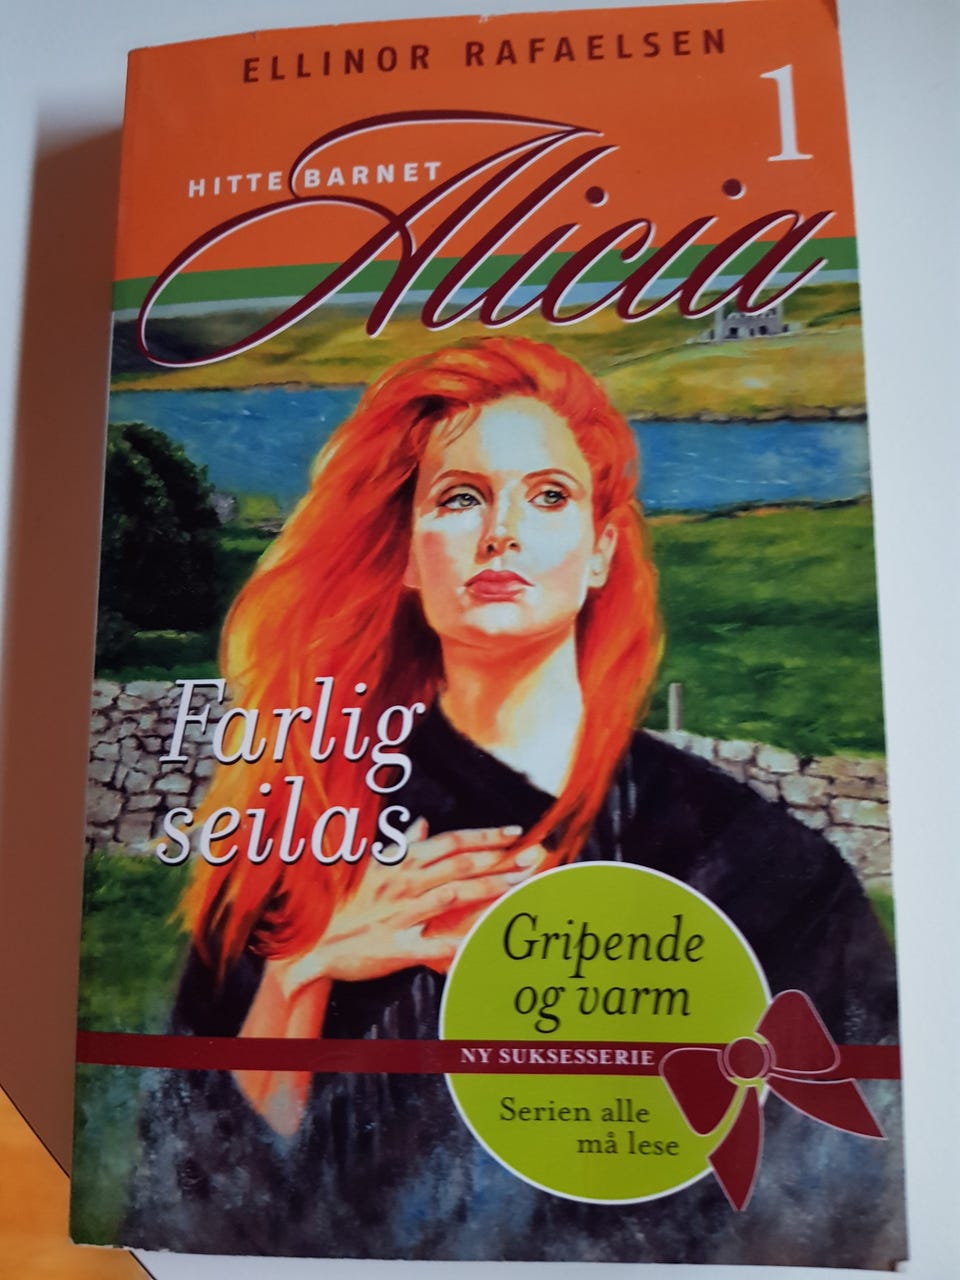 ELLINOR RAFAELSEN
1
HITTEBARNET
Alicia
Farlig
seilas
Gripende
og varm
NY SUKSESSERIE
Serien alle
må lese